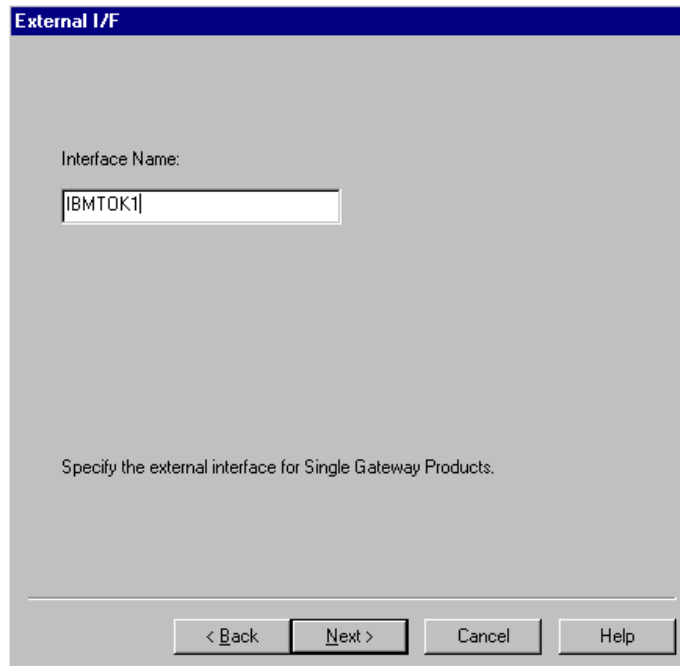 External I/F
Interface Name:
IBMTOK1
Specify the external interface for Single Gateway Products.
< Back
Next >
Cancel
Help